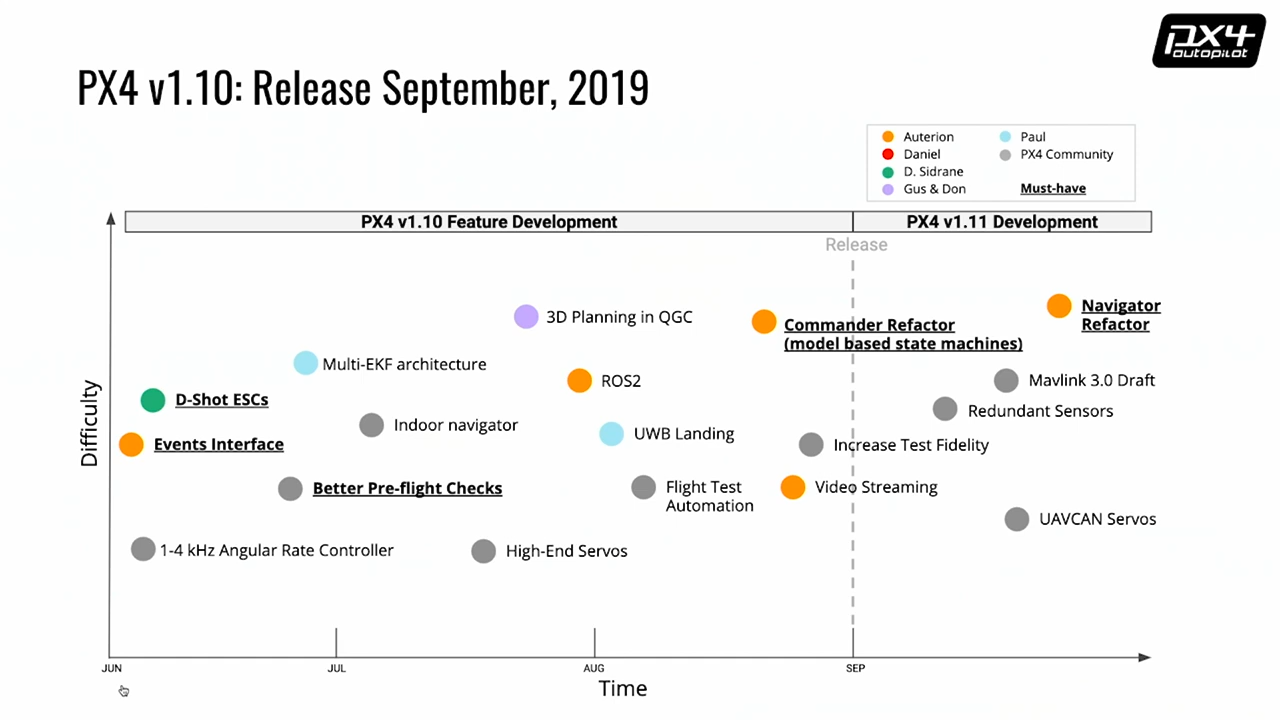 PX4 autopilot
PX4 v1.10: Release September, 2019
Auterion
Daniel
D. Sidrane
Gus & Don
Paul
PX4 Community
Must-have
PX4 v1.10 Feature Development
PX4 v1.11 Development
Release
Difficulty
Navigator
Refactor
3D Planning in QGC
Commander Refactor
(model based state machines)
Multi-EKF architecture
ROS2
Mavlink 3.0 Draft
D-Shot ESCs
Redundant Sensors
Indoor navigator
UWB Landing
Events Interface
Increase Test Fidelity
Better Pre-flight Checks
Flight Test
Automation
Video Streaming
UAVCAN Servos
1-4 kHz Angular Rate Controller
High-End Servos
JUN
JUL
AUG
SEP
Time